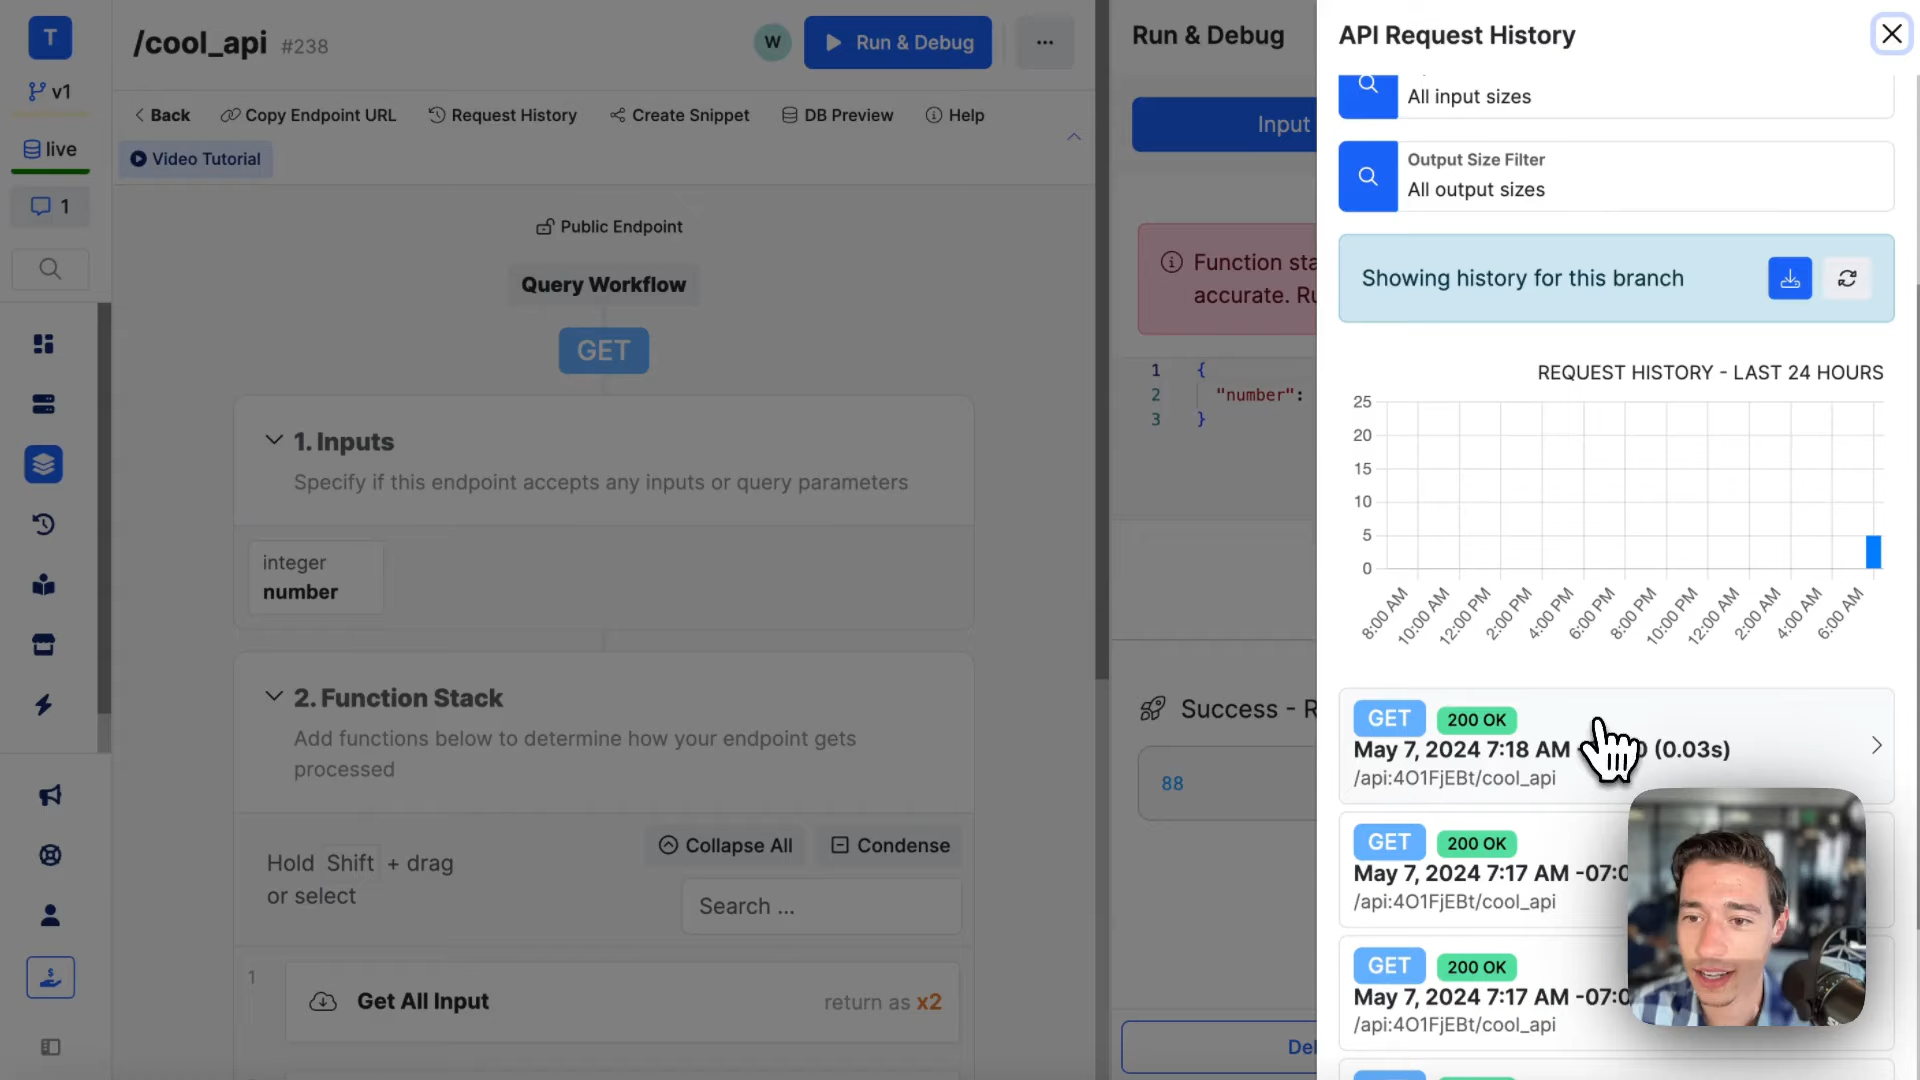 T
v1
live
1
/cool_api #238
W
Run & Debug
...
Back
Copy Endpoint URL
Request History
Create Snippet
DB Preview
Help
Video Tutorial
Public Endpoint
Query Workflow
GET
1. Inputs
Specify if this endpoint accepts any inputs or query parameters
integer
number
2. Function Stack
Add functions below to determine how your endpoint gets
processed
Hold Shift + drag
or select
Collapse All
Condense
Search ...
1
Get All Input
return as x2
Run & Debug
Input
Function sta
accurate. Ru
1 {
2 "number":
3 }
Success - R
88
Del
API Request History
All input sizes
Output Size Filter
All output sizes
Showing history for this branch
REQUEST HISTORY - LAST 24 HOURS
25
20
15
10
5
0
8:00 AM
10:00 AM
12:00 PM
2:00 PM
4:00 PM
6:00 PM
8:00 PM
10:00 PM
12:00 AM
2:00 AM
4:00 AM
6:00 AM
GET 200 OK
May 7, 2024 7:18 AM (0.03s)
/api:4O1FjEBt/cool_api
GET 200 OK
May 7, 2024 7:17 AM -07:0
/api:4O1FjEBt/cool_api
GET 200 OK
May 7, 2024 7:17 AM -07:0
/api:4O1FjEBt/cool_api